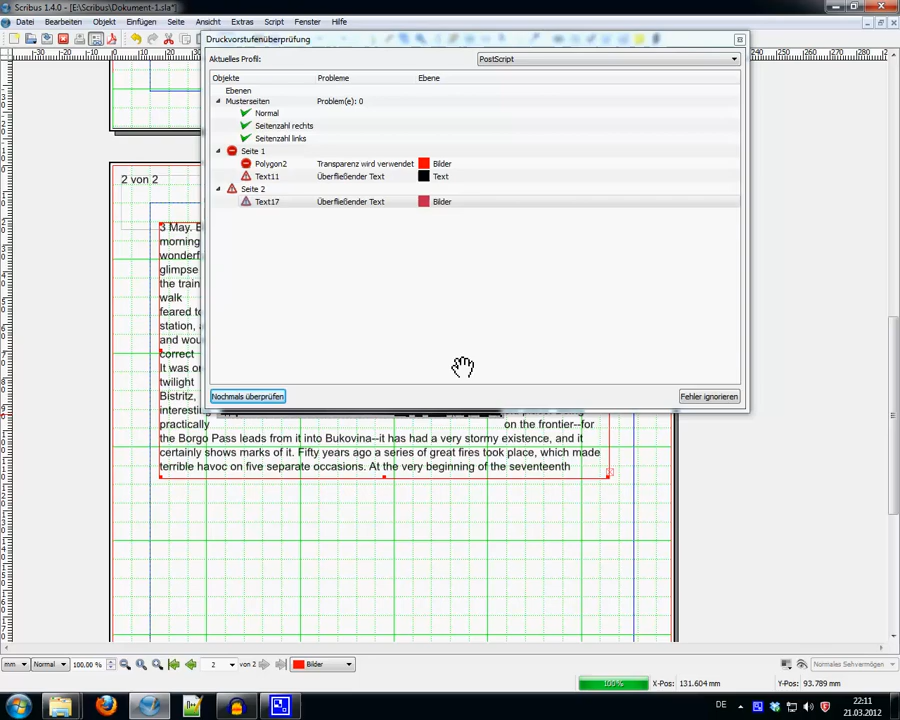 Scribus 1.4.0 - [E:\Scribus\Dokument-1.sla*]
Datei Bearbeiten Objekt Einfügen Seite Ansicht Extras Script Fenster Hilfe
Druckvorstufenüberprüfung
Aktuelles Profil: PostScript
Objekte Probleme Ebene
Ebenen
Musterseiten Problem(e): 0
Normal
Seitenzahl rechts
Seitenzahl links
Seite 1
Polygon2 Transparenz wird verwendet Bilder
Text11 Überfließender Text Text
Seite 2
Text17 Überfließender Text Bilder
Nochmals überprüfen Fehler ignorieren
2 von 2
3 May. B
morning
wonderf
glimpse
the train
walk
feared to
station, a
and wou
correct
It was on
twilight
Bistritz,
interesting
practically on the frontier--for
the Borgo Pass leads from it into Bukovina--it has had a very stormy existence, and it
certainly shows marks of it. Fifty years ago a series of great fires took place, which made
terrible havoc on five separate occasions. At the very beginning of the seventeenth
mm Normal 100.00 % 2 von 2 Bilder Normales Sehvermögen
100% X-Pos: 131.604 mm Y-Pos: 93.789 mm
DE 22:11
21.03.2012